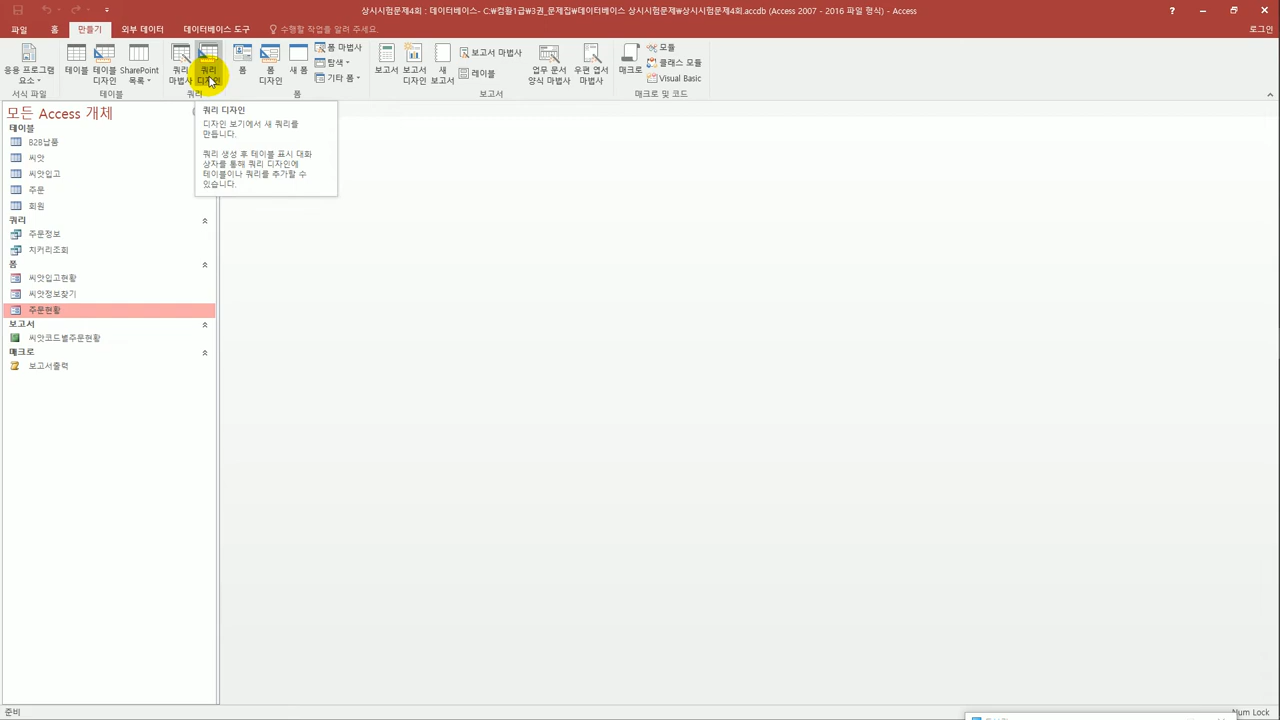 상시시험문제4회 : 데이터베이스- C:₩컴활1급₩3권_문제집₩데이터베이스 상시시험문제₩상시시험문제4회.accdb (Access 2007 - 2016 파일 형식) - Access
파일 홈 만들기 외부 데이터 데이터베이스 도구 수행할 작업을 알려 주세요.
로그인
응용 프로그램 요소
테이블
테이블 디자인
SharePoint 목록
쿼리 마법사
쿼리 디자인
폼
폼 디자인
새 폼
폼 마법사
탐색
기타 폼
보고서
보고서 디자인
새 보고서
보고서 마법사
레이블
업무 문서 양식 마법사
우편 엽서 마법사
매크로
모듈
클래스 모듈
Visual Basic
서식 파일 테이블 쿼리 폼 보고서 매크로 및 코드
모든 Access 개체
테이블
B2B납품
씨앗
씨앗입고
주문
회원
쿼리
주문정보
치커리조회
폼
씨앗입고현황
씨앗정보찾기
주문현황
보고서
씨앗코드별주문현황
매크로
보고서출력
쿼리 디자인
디자인 보기에서 새 쿼리를
만듭니다.
쿼리 생성 후 테이블 표시 대화
상자를 통해 쿼리 디자인에
테이블이나 쿼리를 추가할 수
있습니다.
준비
Num Lock